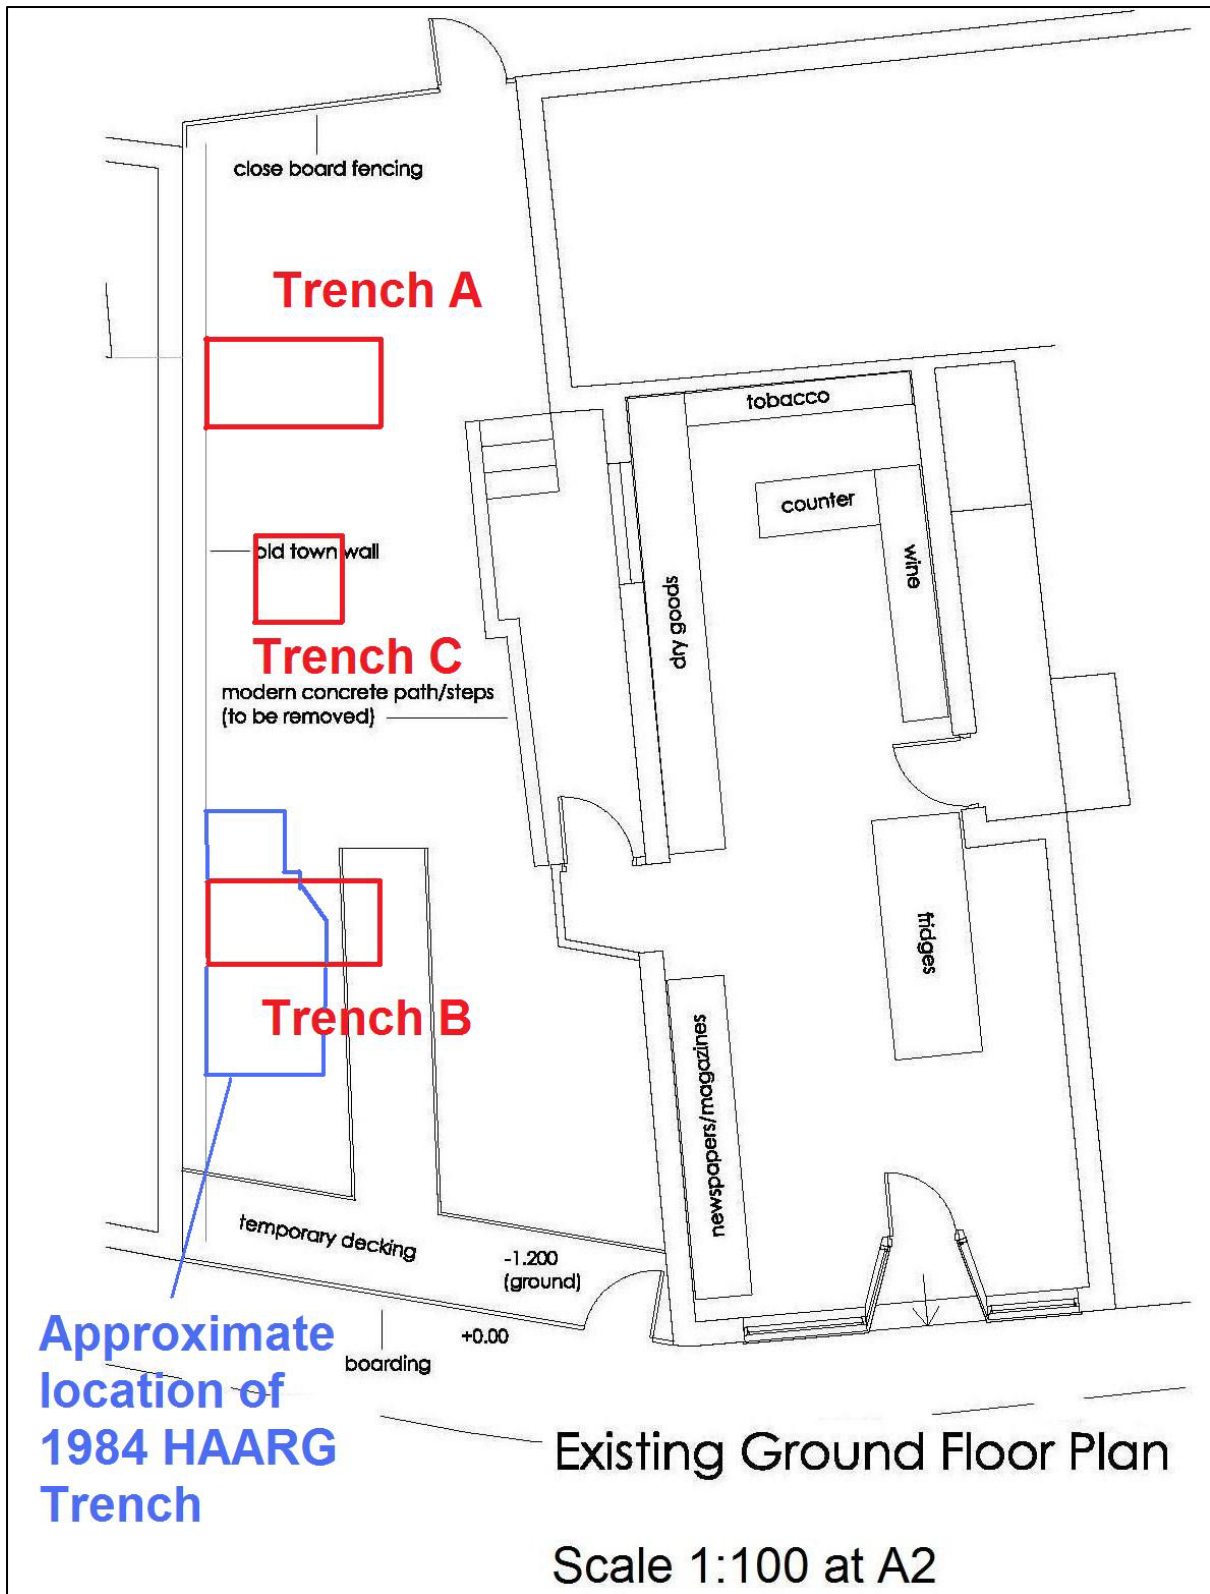 close board fencing
Trench A
tobacco
counter
wine
old town wall
dry goods
Trench C
modern concrete path/steps
(to be removed)
fridges
Trench B
newspapers/magazines
temporary decking
-1.200
(ground)
+0.00
boarding
Approximate
location of
1984 HAARG
Trench
Existing Ground Floor Plan
Scale 1:100 at A2